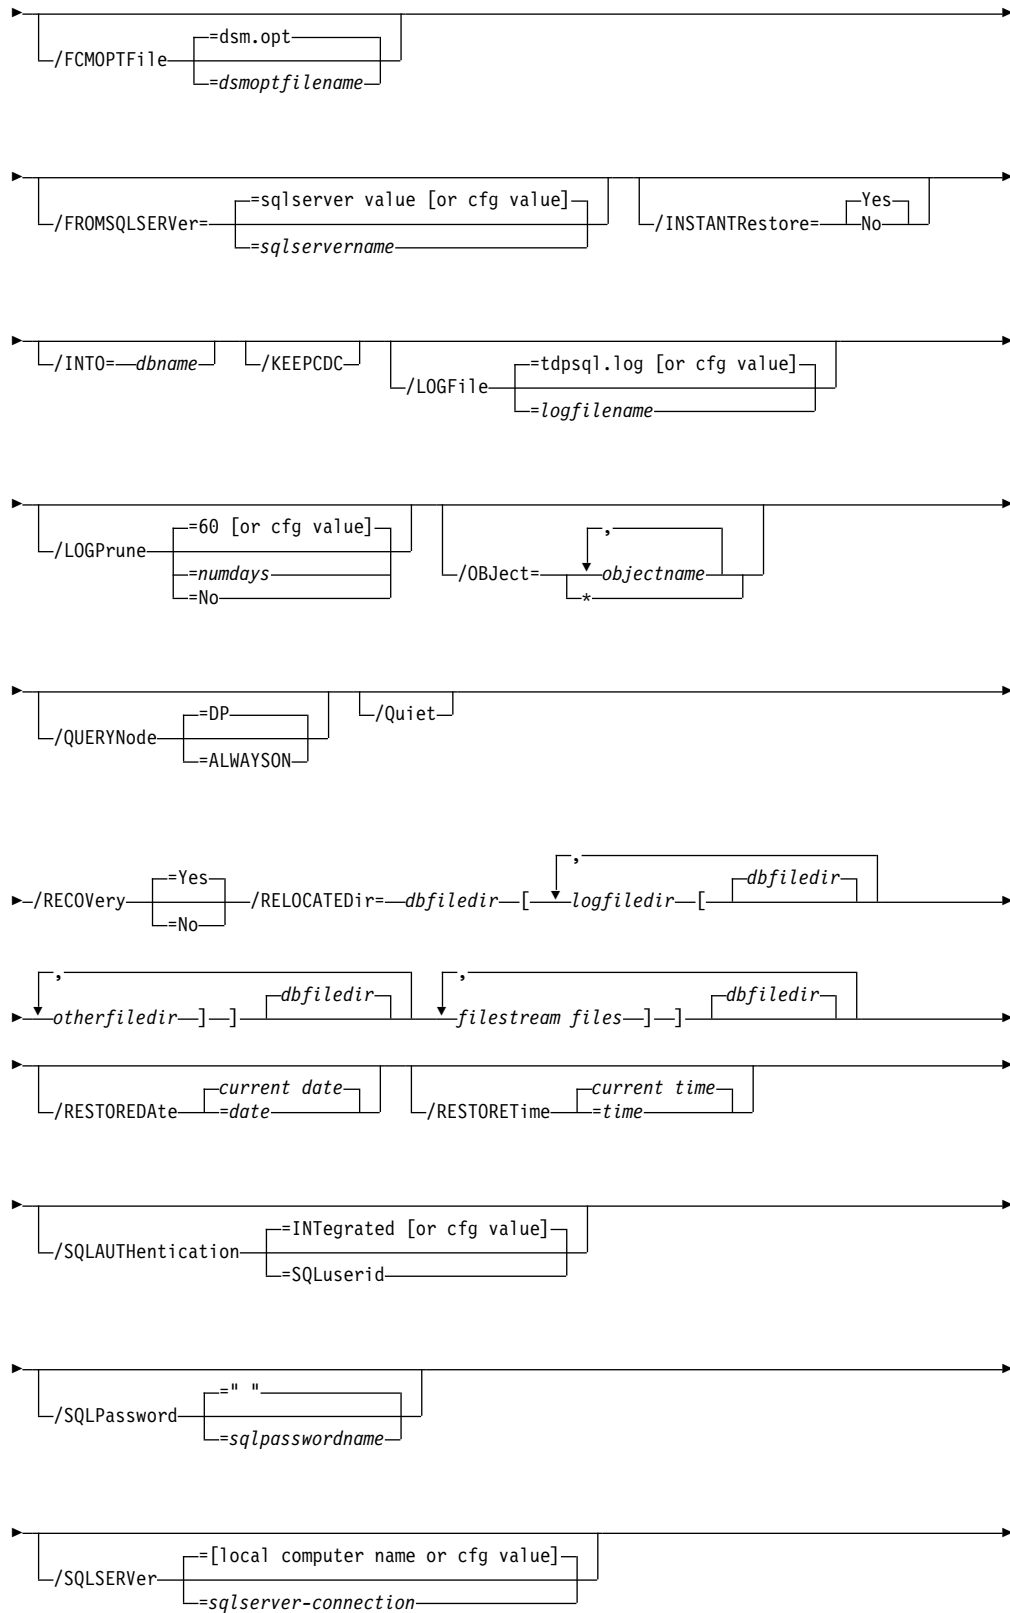 =dsm.opt
/FCMOPTFile
=dsmoptfilename
=sqlserver value [or cfg value]
/FROMSQLSERVer=
=sqlservername
Yes
/INSTANTRestore=
No
/INTO= dbname
/KEEPCDC
=tdpsql.log [or cfg value]
/LOGFile
=logfilename
=60 [or cfg value]
/LOGPrune
=numdays
=No
,
/OBJect=
objectname
*
=DP
/QUERYNode
=ALWAYSON
/Quiet
=Yes
/RECOVery
=No
,
dbfiledir
/RELOCATEDir= dbfiledir [ logfiledir [
,
dbfiledir
otherfiledir ] ]
,
dbfiledir
filestream files ] ]
current date
/RESTOREDAte
=date
current time
/RESTORETime
=time
=INTegrated [or cfg value]
/SQLAUTHentication
=SQLuserid
=" "
/SQLPassword
=sqlpasswordname
=[local computer name or cfg value]
/SQLSERVer
=sqlserver-connection